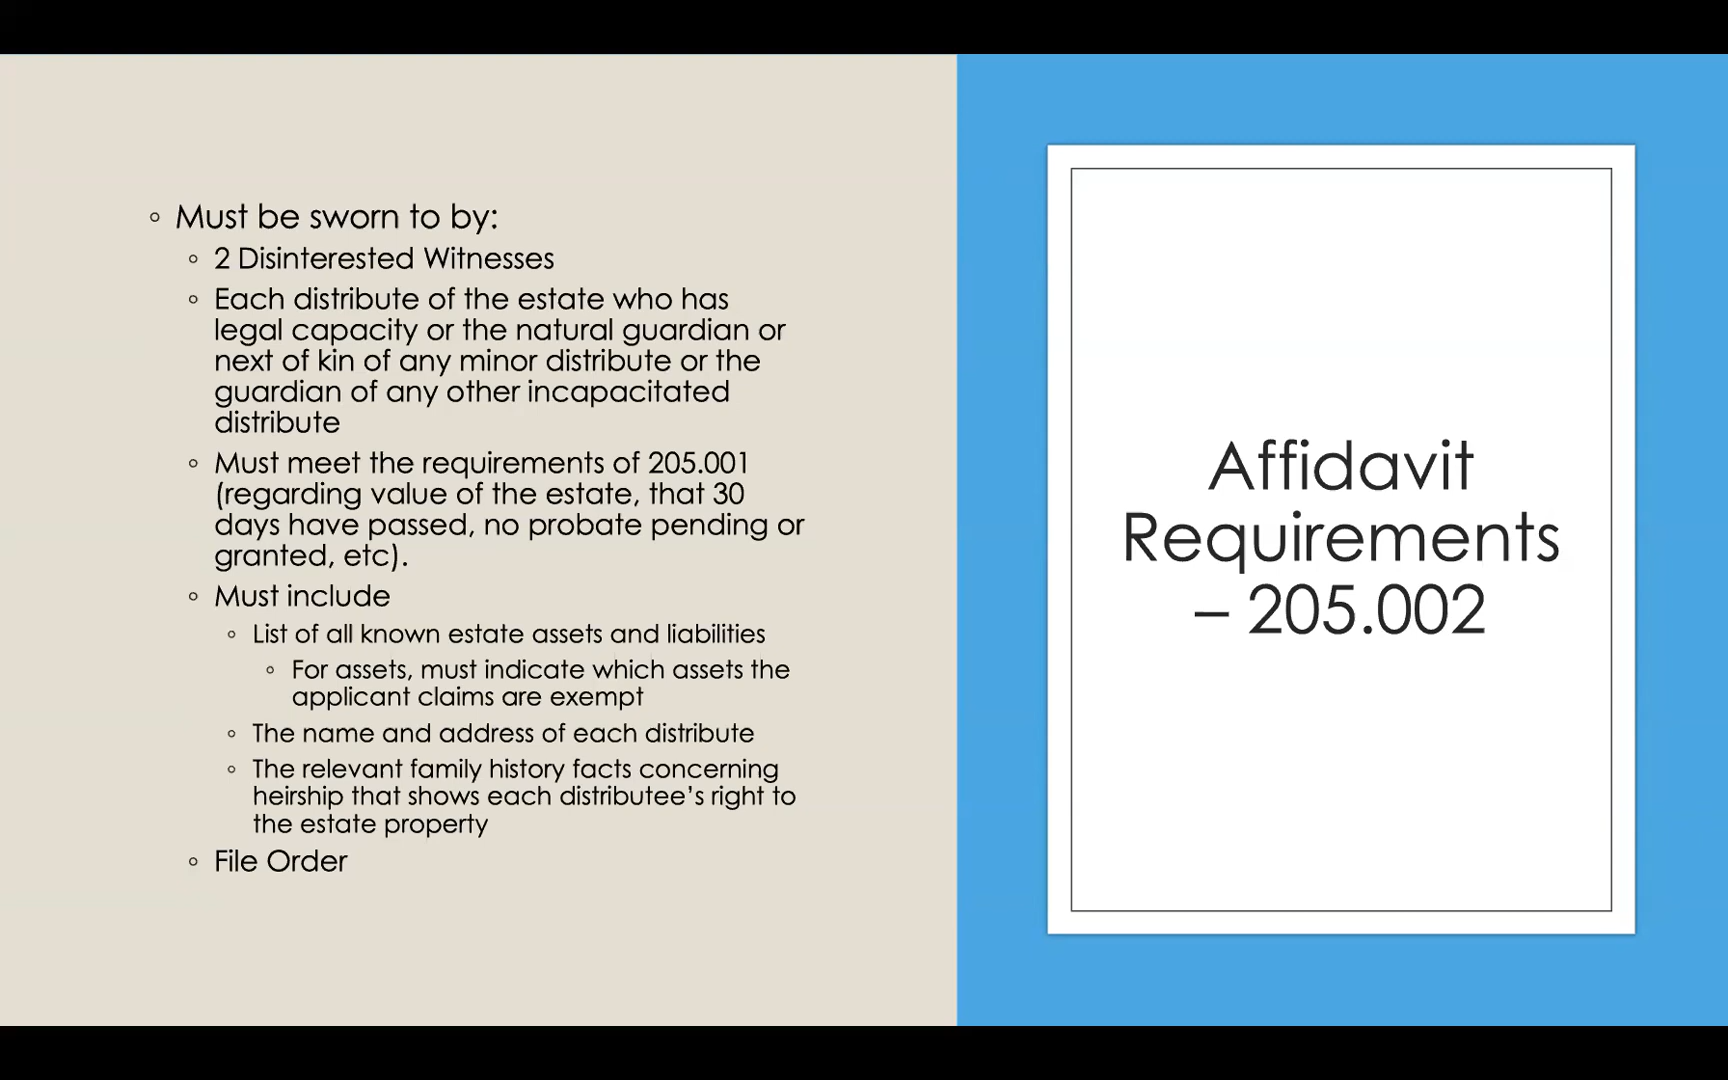 ◦ Must be sworn to by:
◦ 2 Disinterested Witnesses
◦ Each distribute of the estate who has
legal capacity or the natural guardian or
next of kin of any minor distribute or the
guardian of any other incapacitated
distribute
◦ Must meet the requirements of 205.001
(regarding value of the estate, that 30
days have passed, no probate pending or
granted, etc).
◦ Must include
◦ List of all known estate assets and liabilities
◦ For assets, must indicate which assets the
applicant claims are exempt
◦ The name and address of each distribute
◦ The relevant family history facts concerning
heirship that shows each distributee’s right to
the estate property
◦ File Order
Affidavit
Requirements
– 205.002